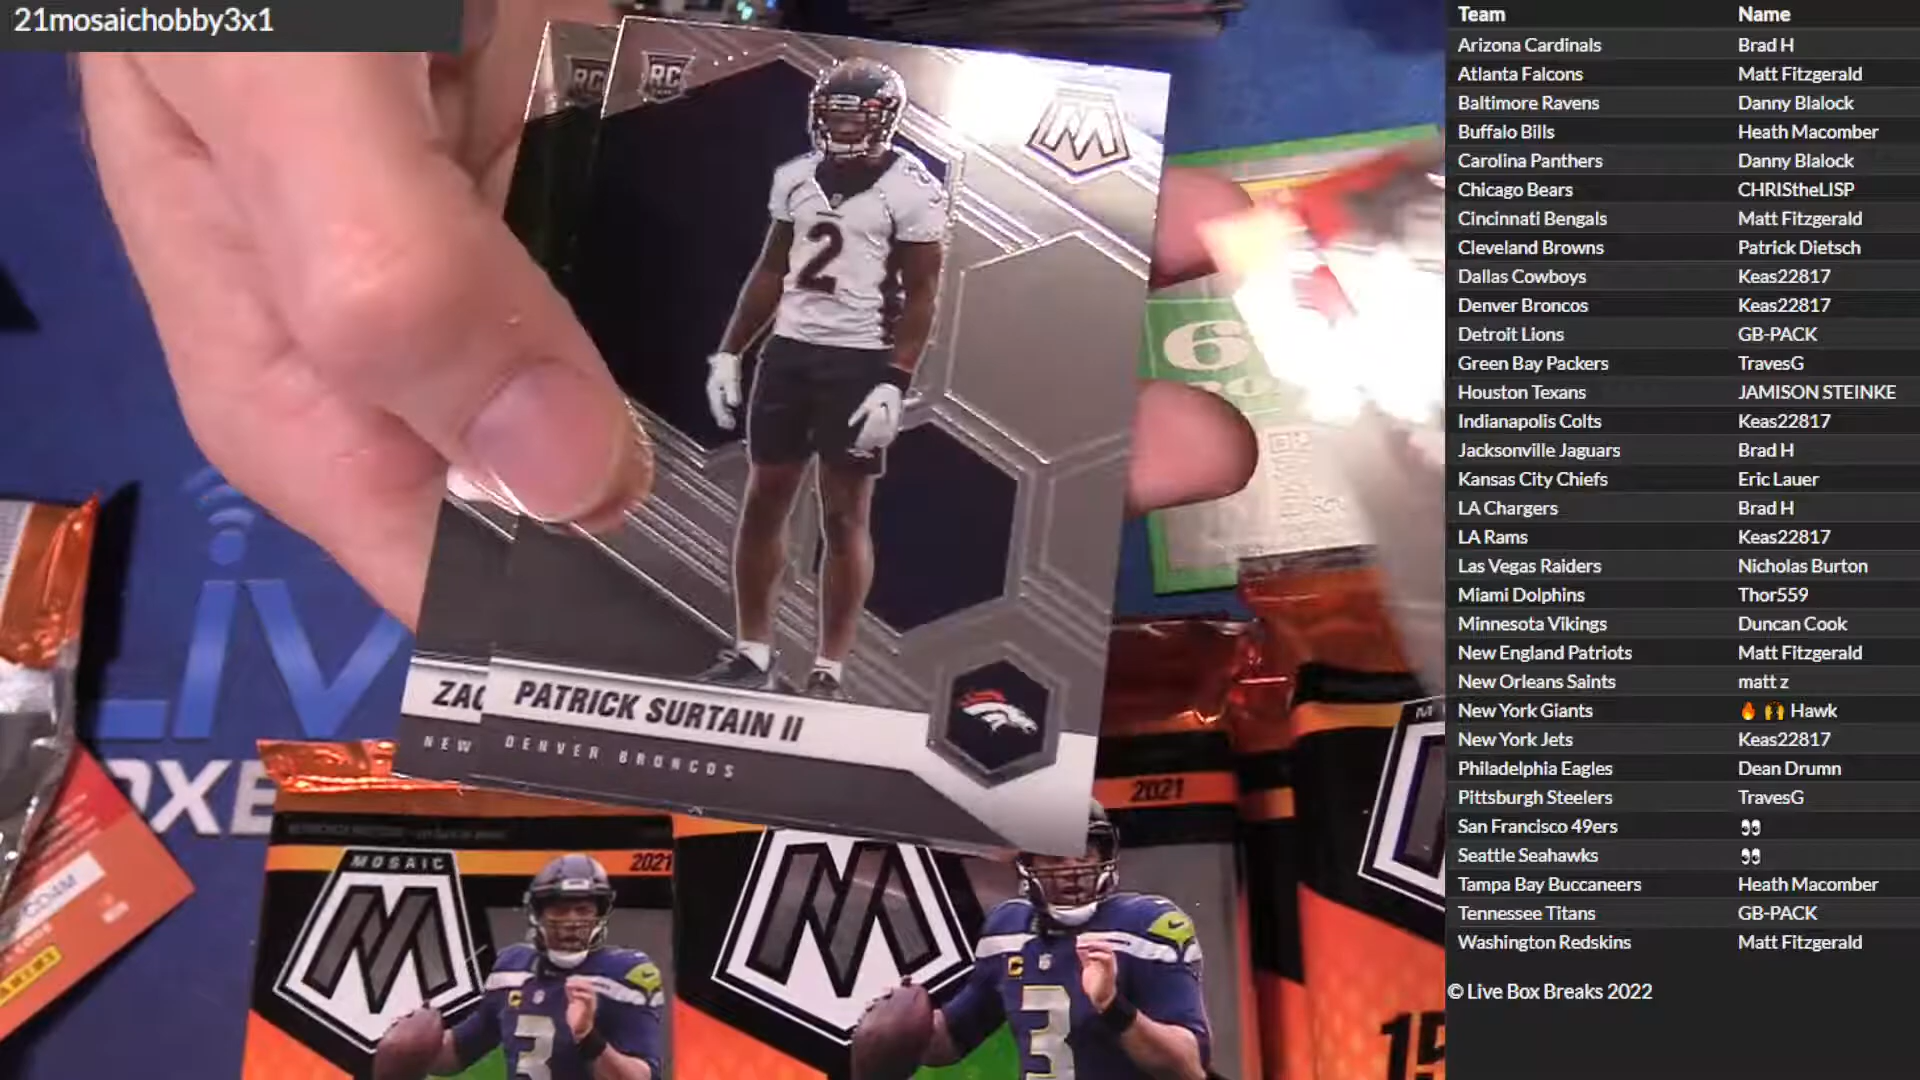 21mosaichobby3x1
RC
RC
2
ZAC
PATRICK SURTAIN II
NEW
DENVER BRONCOS
LIV
OXE
MOSAIC
2021
2021
M
C
3
C
3
15
Team Name
Arizona Cardinals Brad H
Atlanta Falcons Matt Fitzgerald
Baltimore Ravens Danny Blalock
Buffalo Bills Heath Macomber
Carolina Panthers Danny Blalock
Chicago Bears CHRIStheLISP
Cincinnati Bengals Matt Fitzgerald
Cleveland Browns Patrick Dietsch
Dallas Cowboys Keas22817
Denver Broncos Keas22817
Detroit Lions GB-PACK
Green Bay Packers TravesG
Houston Texans JAMISON STEINKE
Indianapolis Colts Keas22817
Jacksonville Jaguars Brad H
Kansas City Chiefs Eric Lauer
LA Chargers Brad H
LA Rams Keas22817
Las Vegas Raiders Nicholas Burton
Miami Dolphins Thor559
Minnesota Vikings Duncan Cook
New England Patriots Matt Fitzgerald
New Orleans Saints matt z
New York Giants 🔥 🙌 Hawk
New York Jets Keas22817
Philadelphia Eagles Dean Drumn
Pittsburgh Steelers TravesG
San Francisco 49ers 👀
Seattle Seahawks 👀
Tampa Bay Buccaneers Heath Macomber
Tennessee Titans GB-PACK
Washington Redskins Matt Fitzgerald
© Live Box Breaks 2022